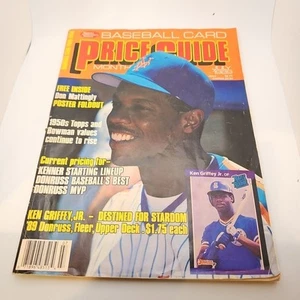 BASEBALL CARD
PRICE GUIDE
MONTHLY
FREE INSIDE
Don Mattingly
POSTER FOLDOUT
1950s Topps and
Bowman values
continue to rise
Current pricing for—
KENNER STARTING LINEUP
DONRUSS BASEBALL'S BEST
DONRUSS MVP
Ken Griffey Jr. OF
KEN GRIFFEY, JR. - DESTINED FOR STARDOM
'89 Donruss, Fleer, Upper Deck, $1.75 each